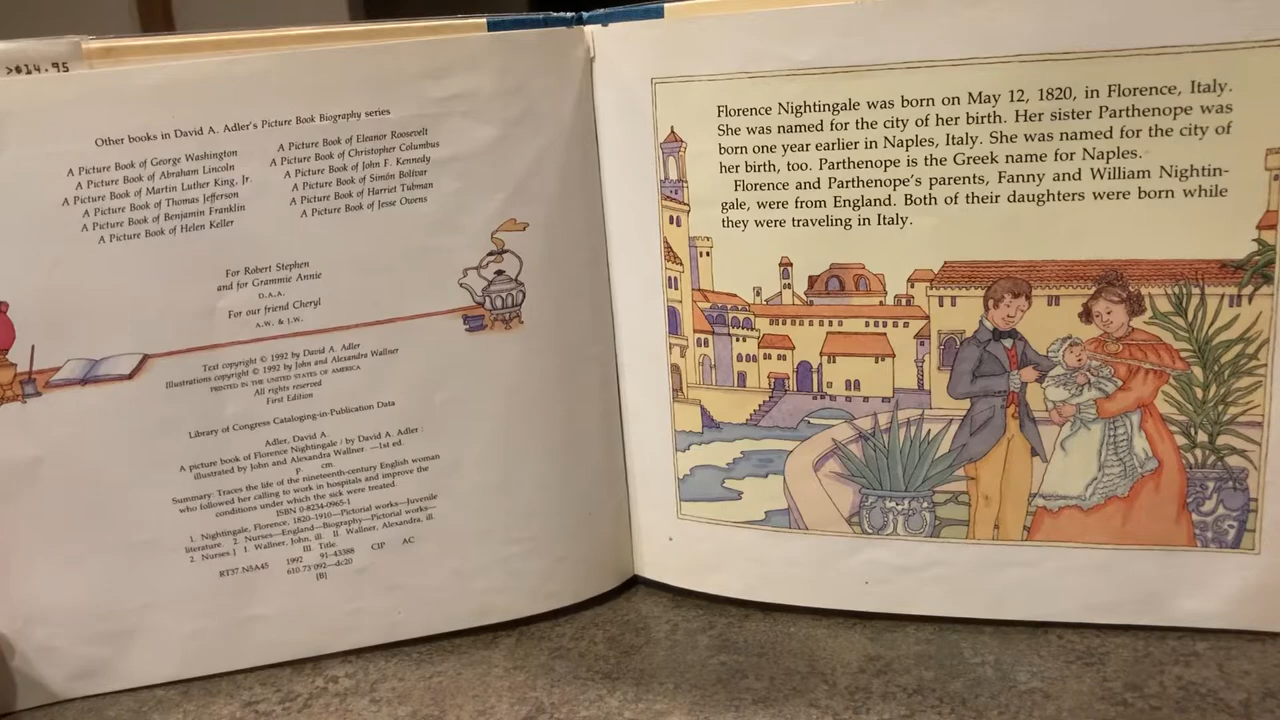 >$14.95
Other books in David A. Adler's Picture Book Biography series
A Picture Book of George Washington
A Picture Book of Abraham Lincoln
A Picture Book of Martin Luther King, Jr.
A Picture Book of Thomas Jefferson
A Picture Book of Benjamin Franklin
A Picture Book of Helen Keller
A Picture Book of Eleanor Roosevelt
A Picture Book of Christopher Columbus
A Picture Book of John F. Kennedy
A Picture Book of Simón Bolívar
A Picture Book of Harriet Tubman
A Picture Book of Jesse Owens
For Robert Stephen
and for Grammie Annie
D.A.A.
For our friend Cheryl
A.W. & J.W.
Text copyright © 1992 by David A. Adler
Illustrations copyright © 1992 by John and Alexandra Wallner
PRINTED IN THE UNITED STATES OF AMERICA
All rights reserved
First Edition
Library of Congress Cataloging-in-Publication Data
Adler, David A.
A picture book of Florence Nightingale / by David A. Adler :
illustrated by John and Alexandra Wallner. —1st ed.
p. cm.
Summary: Traces the life of the nineteenth-century English woman
who followed her calling to work in hospitals and improve the
conditions under which the sick were treated.
ISBN 0-8234-0965-1
1. Nightingale, Florence, 1820-1910—Pictorial works—Juvenile
literature. 2. Nurses—England—Biography—Pictorial works—
2. Nurses] I. Wallner, John, ill. II. Wallner, Alexandra, ill.
III. Title.
RT37.N5A45 1992 91-43388 CIP AC
610.73'092—dc20
[B]
Florence Nightingale was born on May 12, 1820, in Florence, Italy.
She was named for the city of her birth. Her sister Parthenope was
born one year earlier in Naples, Italy. She was named for the city of
her birth, too. Parthenope is the Greek name for Naples.
Florence and Parthenope's parents, Fanny and William Nightin-
gale, were from England. Both of their daughters were born while
they were traveling in Italy.